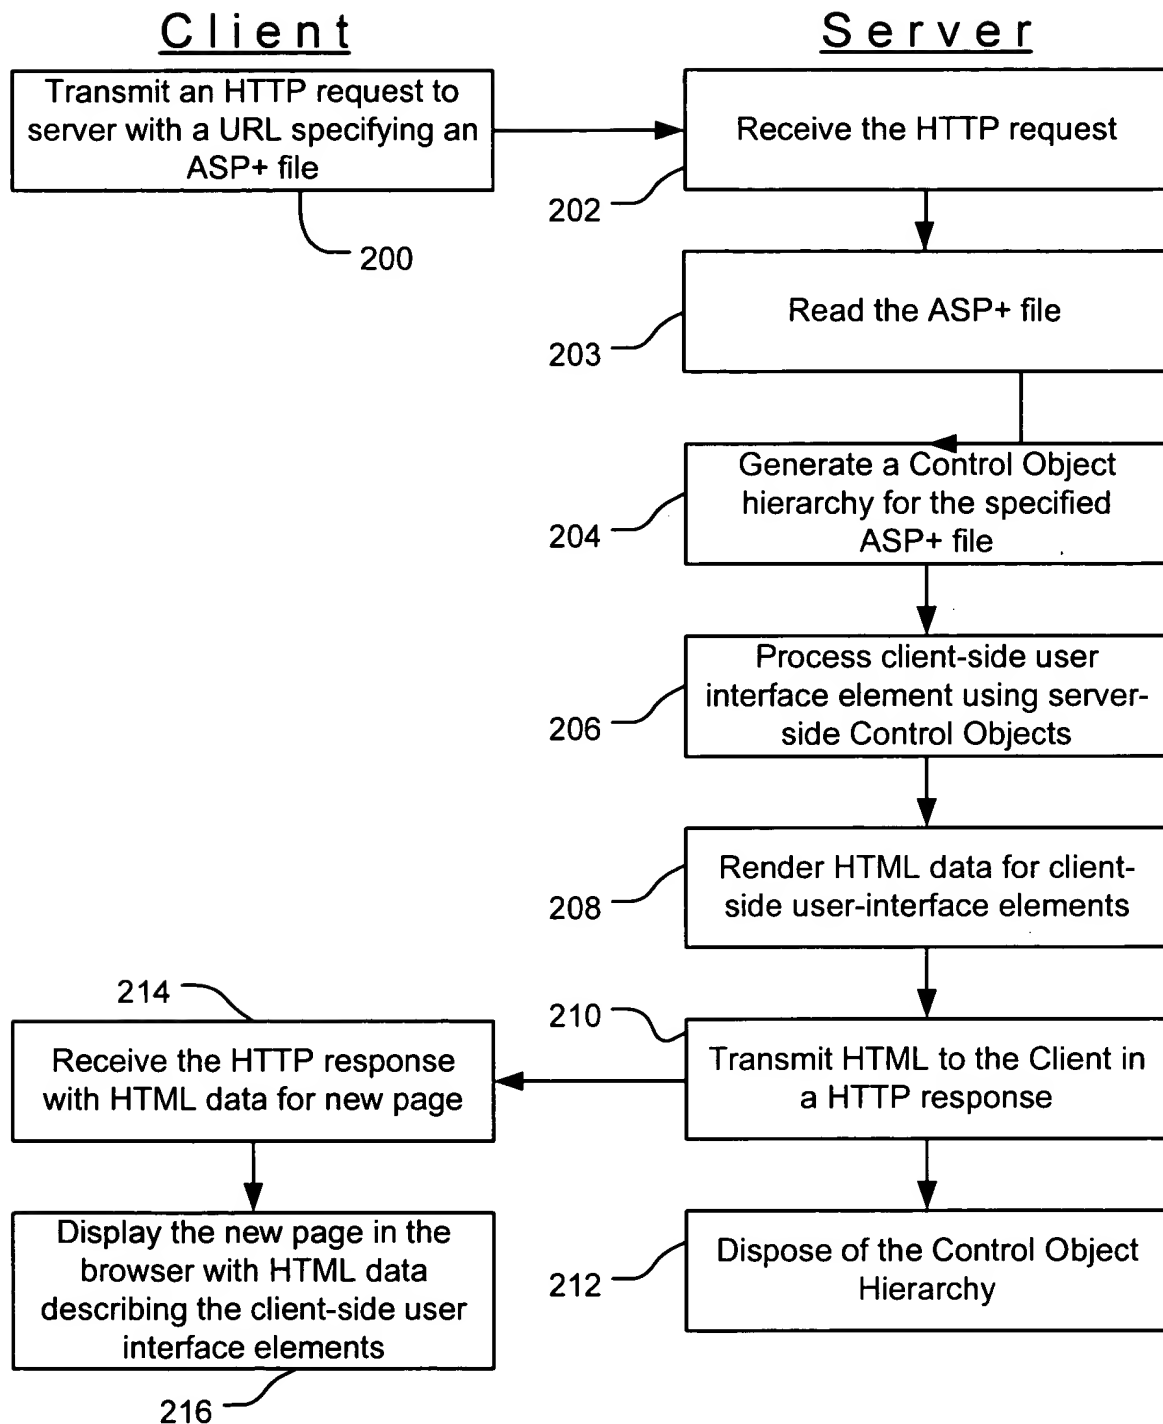 Client
Server
Transmit an HTTP request to
server with a URL specifying an
ASP+ file
200
Receive the HTTP request
202
Read the ASP+ file
203
Generate a Control Object
hierarchy for the specified
ASP+ file
204
Process client-side user
interface element using server-
side Control Objects
206
Render HTML data for client-
side user-interface elements
208
Transmit HTML to the Client in
a HTTP response
210
214
Receive the HTTP response
with HTML data for new page
Dispose of the Control Object
Hierarchy
212
Display the new page in the
browser with HTML data
describing the client-side user
interface elements
216